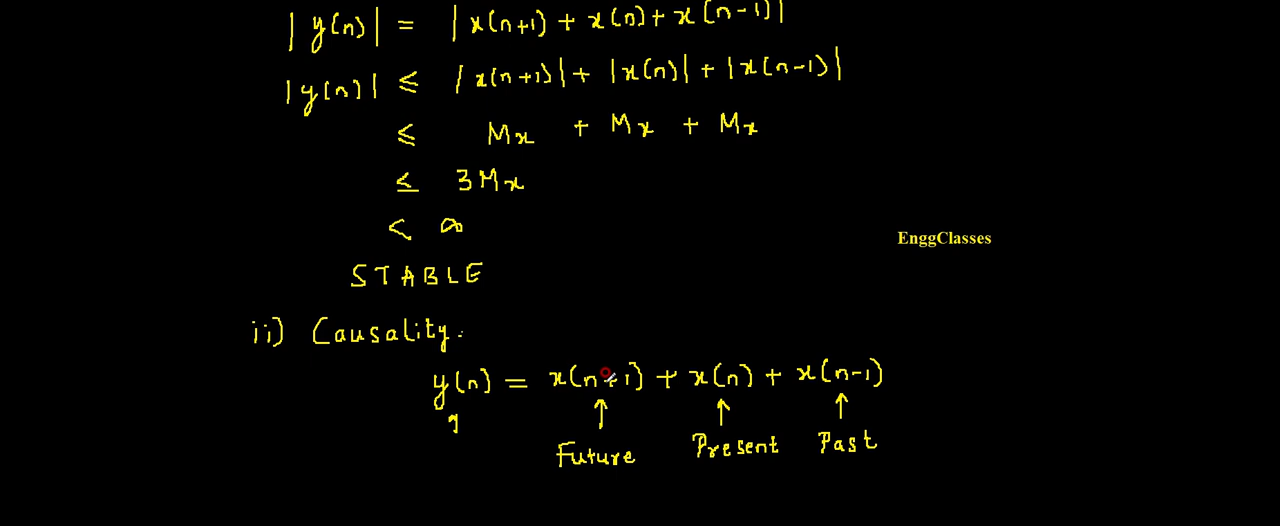 |y(n)| = |x(n+1) + x(n) + x(n-1)|
|y(n)| ≤ |x(n+1)| + |x(n)| + |x(n-1)|
≤ Mx + Mx + Mx
≤ 3Mx
< ∞
EnggClasses
STABLE
ii) Causality.
y(n) = x(n+1) + x(n) + x(n-1)
↑ ↑ ↑
Future Present Past